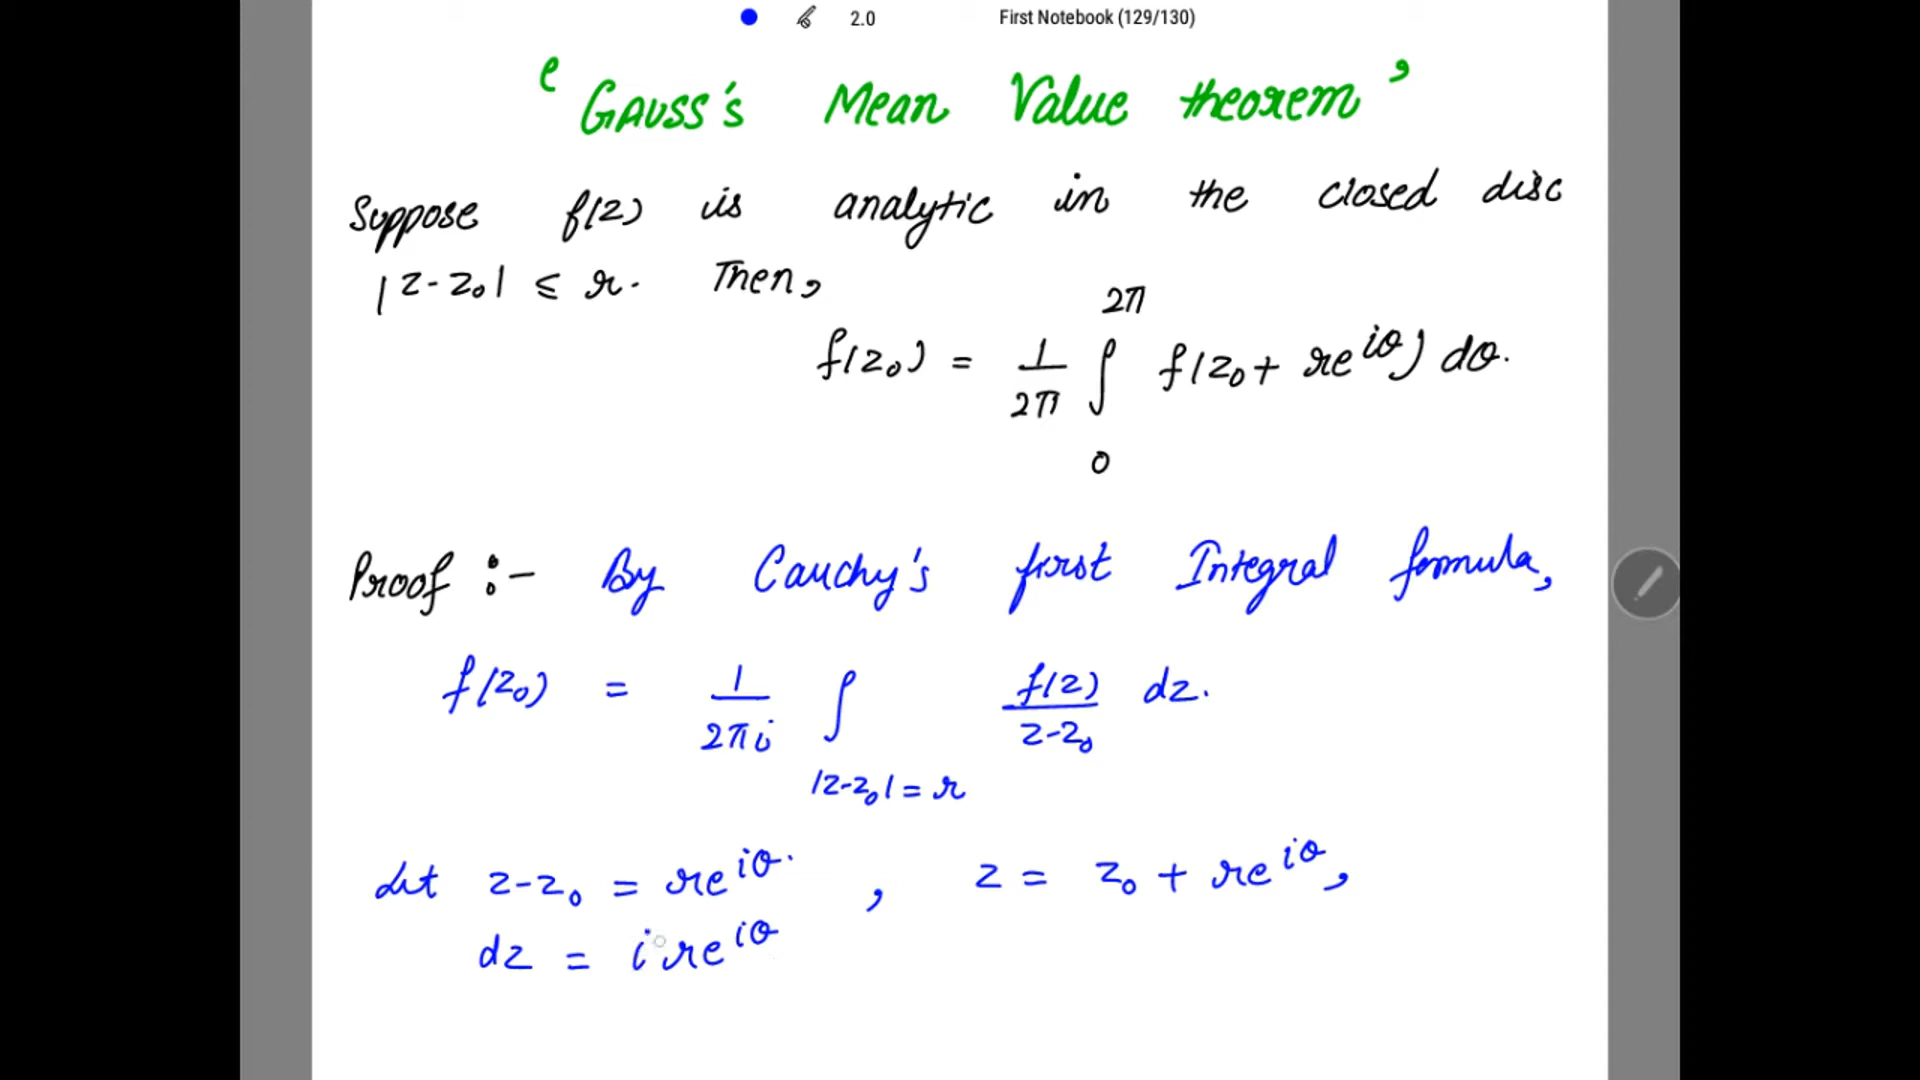 2.0 First Notebook (129/130)
‘ Gauss's Mean Value theorem ’
Suppose f(z) is analytic in the closed disc
|z-z₀| ≤ r. Then,
f(z₀) = 1/2π ∫₀^2π f(z₀+ re^iθ) dθ.
Proof :- By Cauchy's first Integral formula,
f(z₀) = 1/2πi ∫_|z-z₀|=r f(z)/z-z₀ dz.
Let z-z₀ = re^iθ. , z = z₀ + re^iθ,
dz = i re^iθ